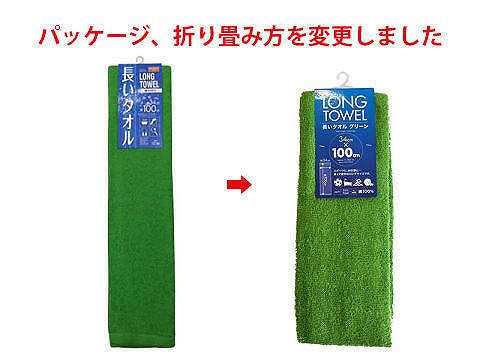 パッケージ、折り畳み方を変更しました
長いタオル
LONG
TOWEL
100cm
LONG
TOWEL
長いタオル グリーン
34cm
×
100cm
綿100%